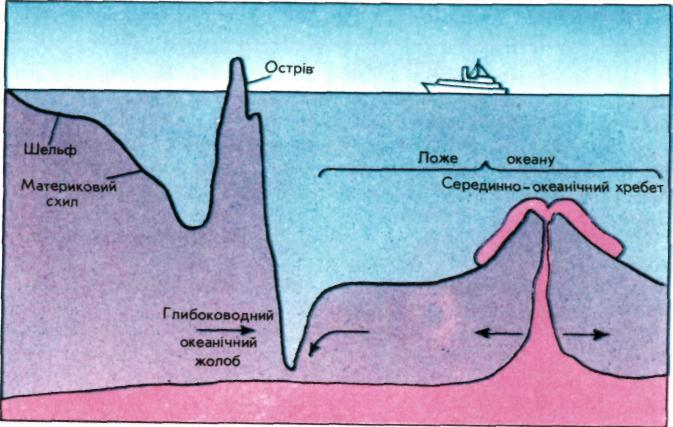 Острів
Шельф
Материковий
схил
Ложе океану
Серединно-океанічний хребет
Глибоководний
океанічний
жолоб